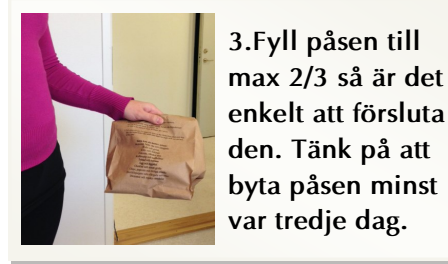 3.Fyll påsen till
max 2/3 så är det
enkelt att försluta
den. Tänk på att
byta påsen minst
var tredje dag.